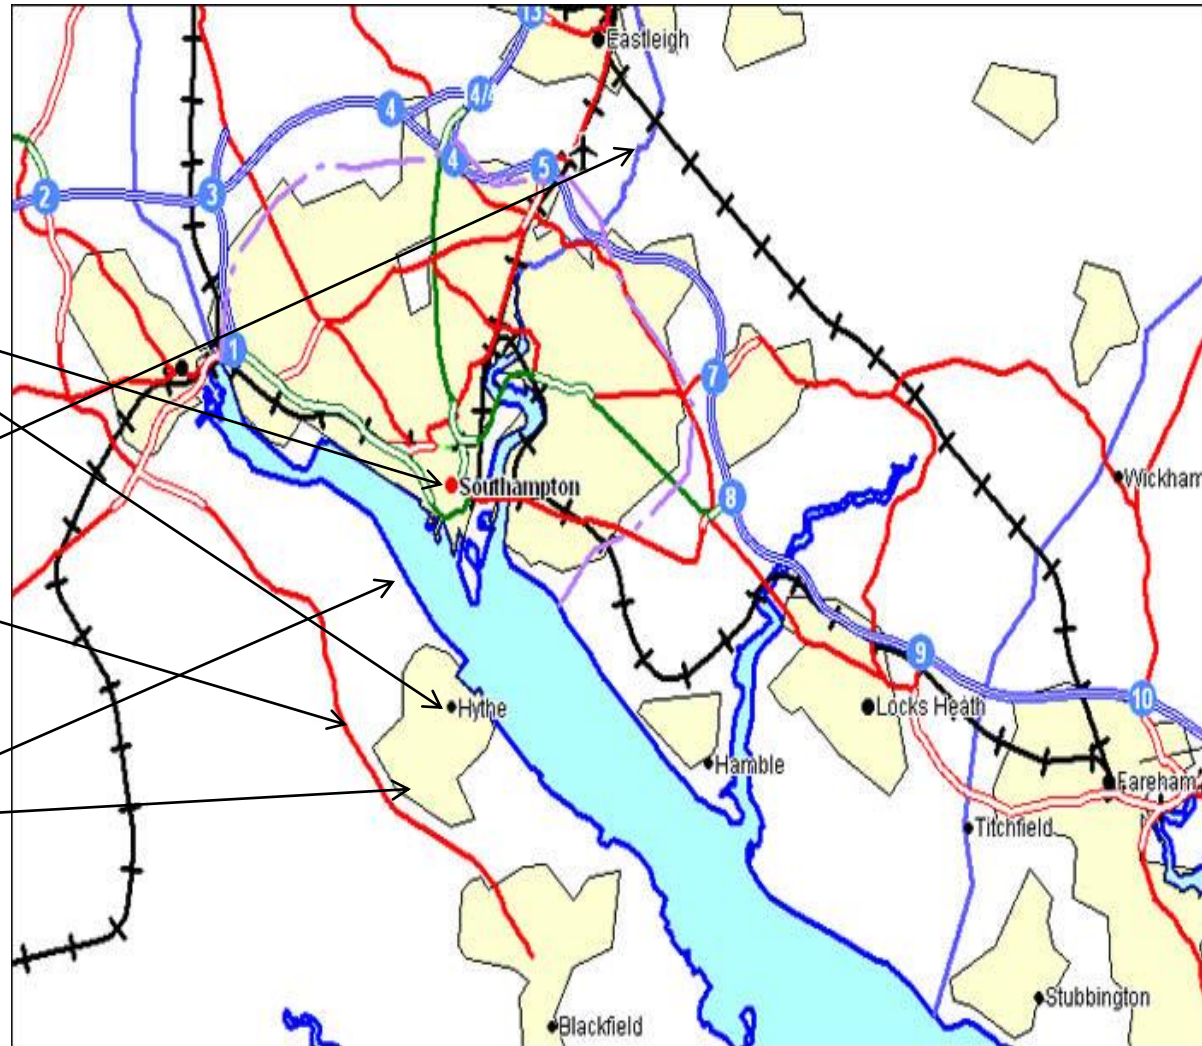 13
Eastleigh
4
14/4
4
5
2
3
1
7
Wickham
Southampton
8
9
Hythe
Locks Heath
10
Hamble
Fareham
Titchfield
Stubbington
Blackfield